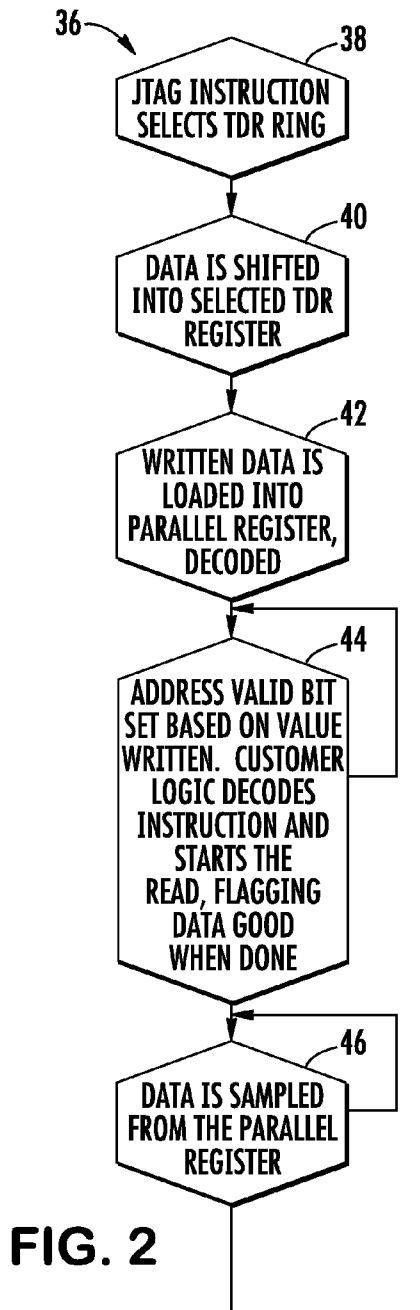 36
38
JTAG INSTRUCTION
SELECTS TDR RING
40
DATA IS SHIFTED
INTO SELECTED TDR
REGISTER
42
WRITTEN DATA IS
LOADED INTO
PARALLEL REGISTER,
DECODED
44
ADDRESS VALID BIT
SET BASED ON VALUE
WRITTEN. CUSTOMER
LOGIC DECODES
INSTRUCTION AND
STARTS THE
READ, FLAGGING
DATA GOOD
WHEN DONE
46
DATA IS SAMPLED
FROM THE PARALLEL
REGISTER
FIG. 2